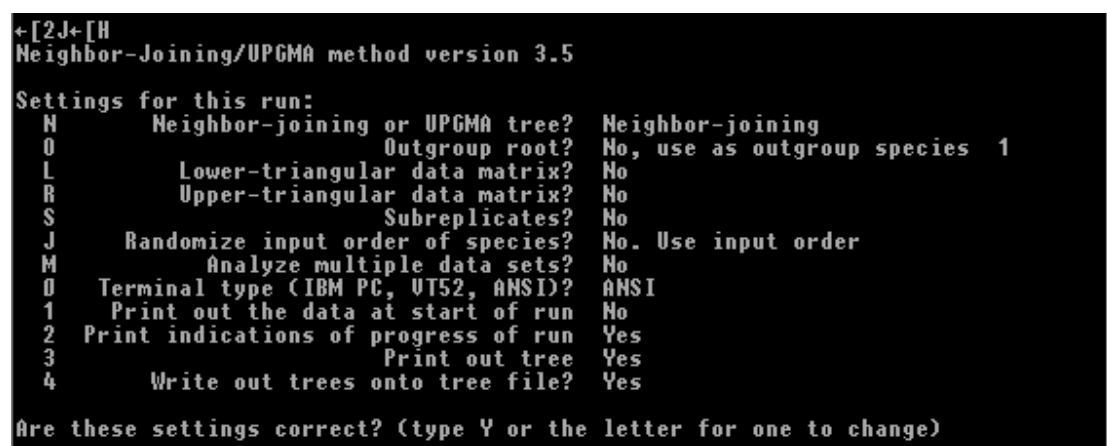 ←[2J←[H
Neighbor-Joining/UPGMA method version 3.5
Settings for this run:
N Neighbor-joining or UPGMA tree? Neighbor-joining
O Outgroup root? No, use as outgroup species 1
L Lower-triangular data matrix? No
R Upper-triangular data matrix? No
S Subreplicates? No
J Randomize input order of species? No. Use input order
M Analyze multiple data sets? No
0 Terminal type (IBM PC, VT52, ANSI)? ANSI
1 Print out the data at start of run No
2 Print indications of progress of run Yes
3 Print out tree Yes
4 Write out trees onto tree file? Yes
Are these settings correct? (type Y or the letter for one to change)